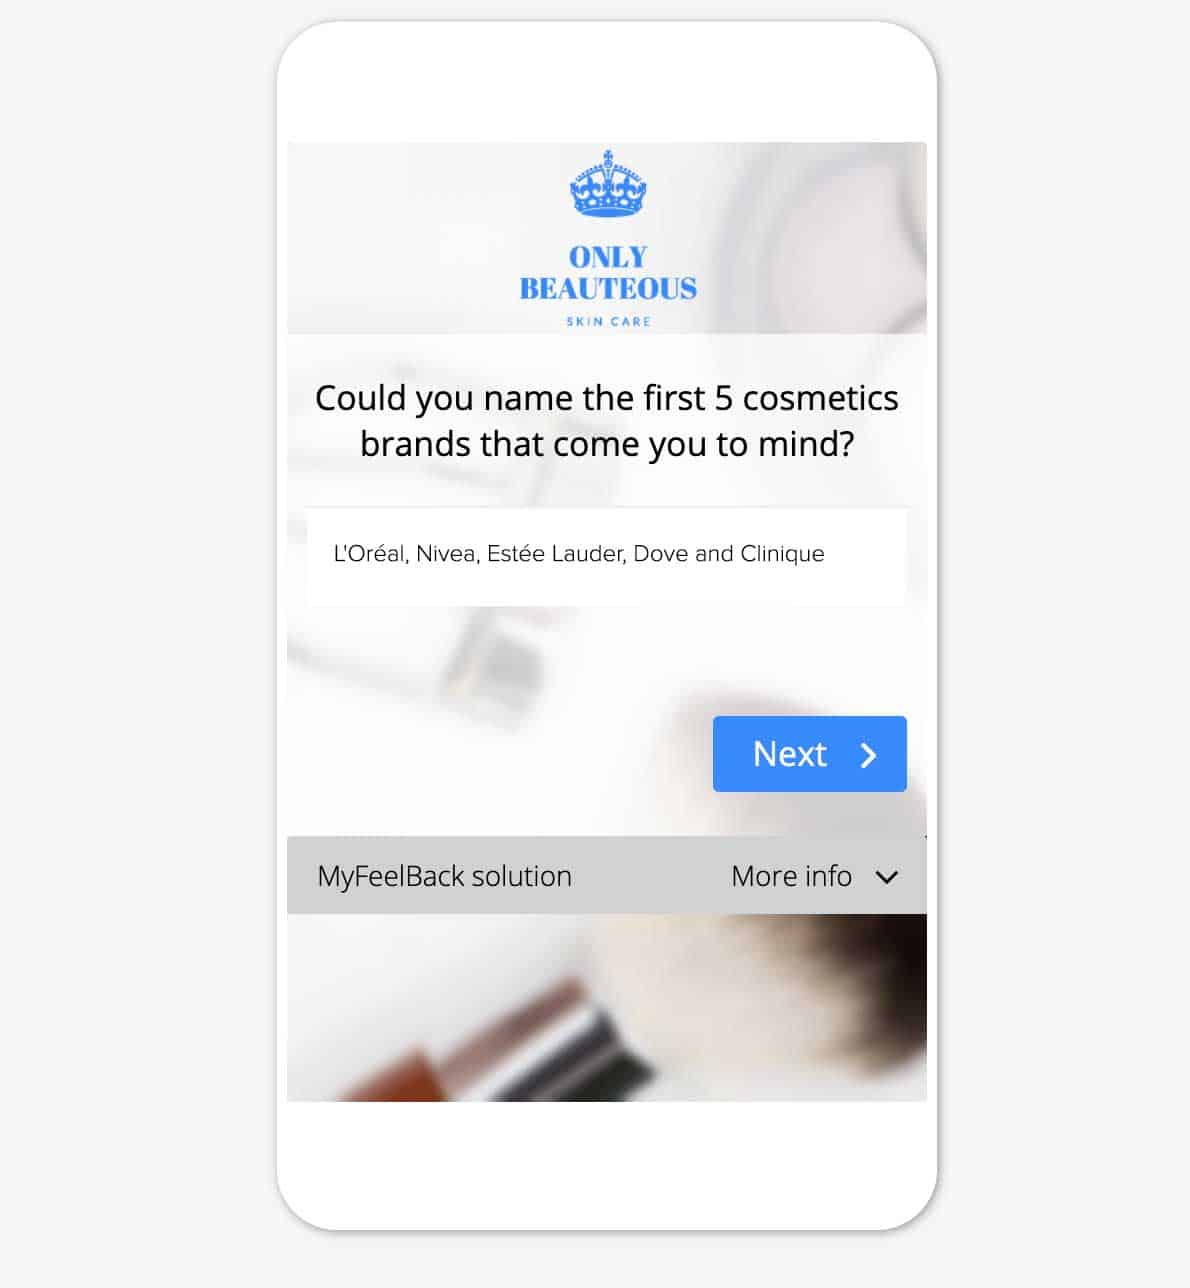 ONLY
BEAUTEOUS
SKIN CARE
Could you name the first 5 cosmetics
brands that come you to mind?
L'Oréal, Nivea, Estée Lauder, Dove and Clinique
Next
MyFeelBack solution
More info